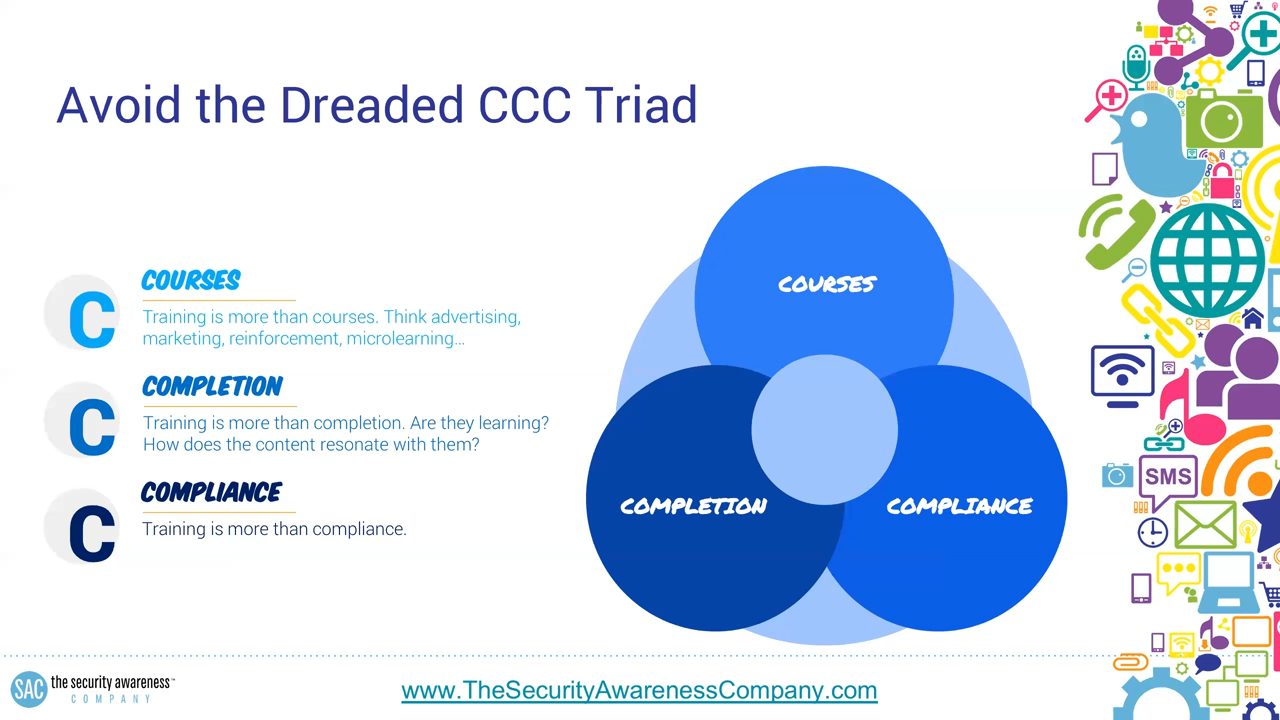 Avoid the Dreaded CCC Triad
C
COURSES
Training is more than courses. Think advertising,
marketing, reinforcement, microlearning...
C
COMPLETION
Training is more than completion. Are they learning?
How does the content resonate with them?
C
COMPLIANCE
Training is more than compliance.
COURSES
COMPLETION
COMPLIANCE
SMS
SAC
the security awareness™
COMPANY
www.TheSecurityAwarenessCompany.com